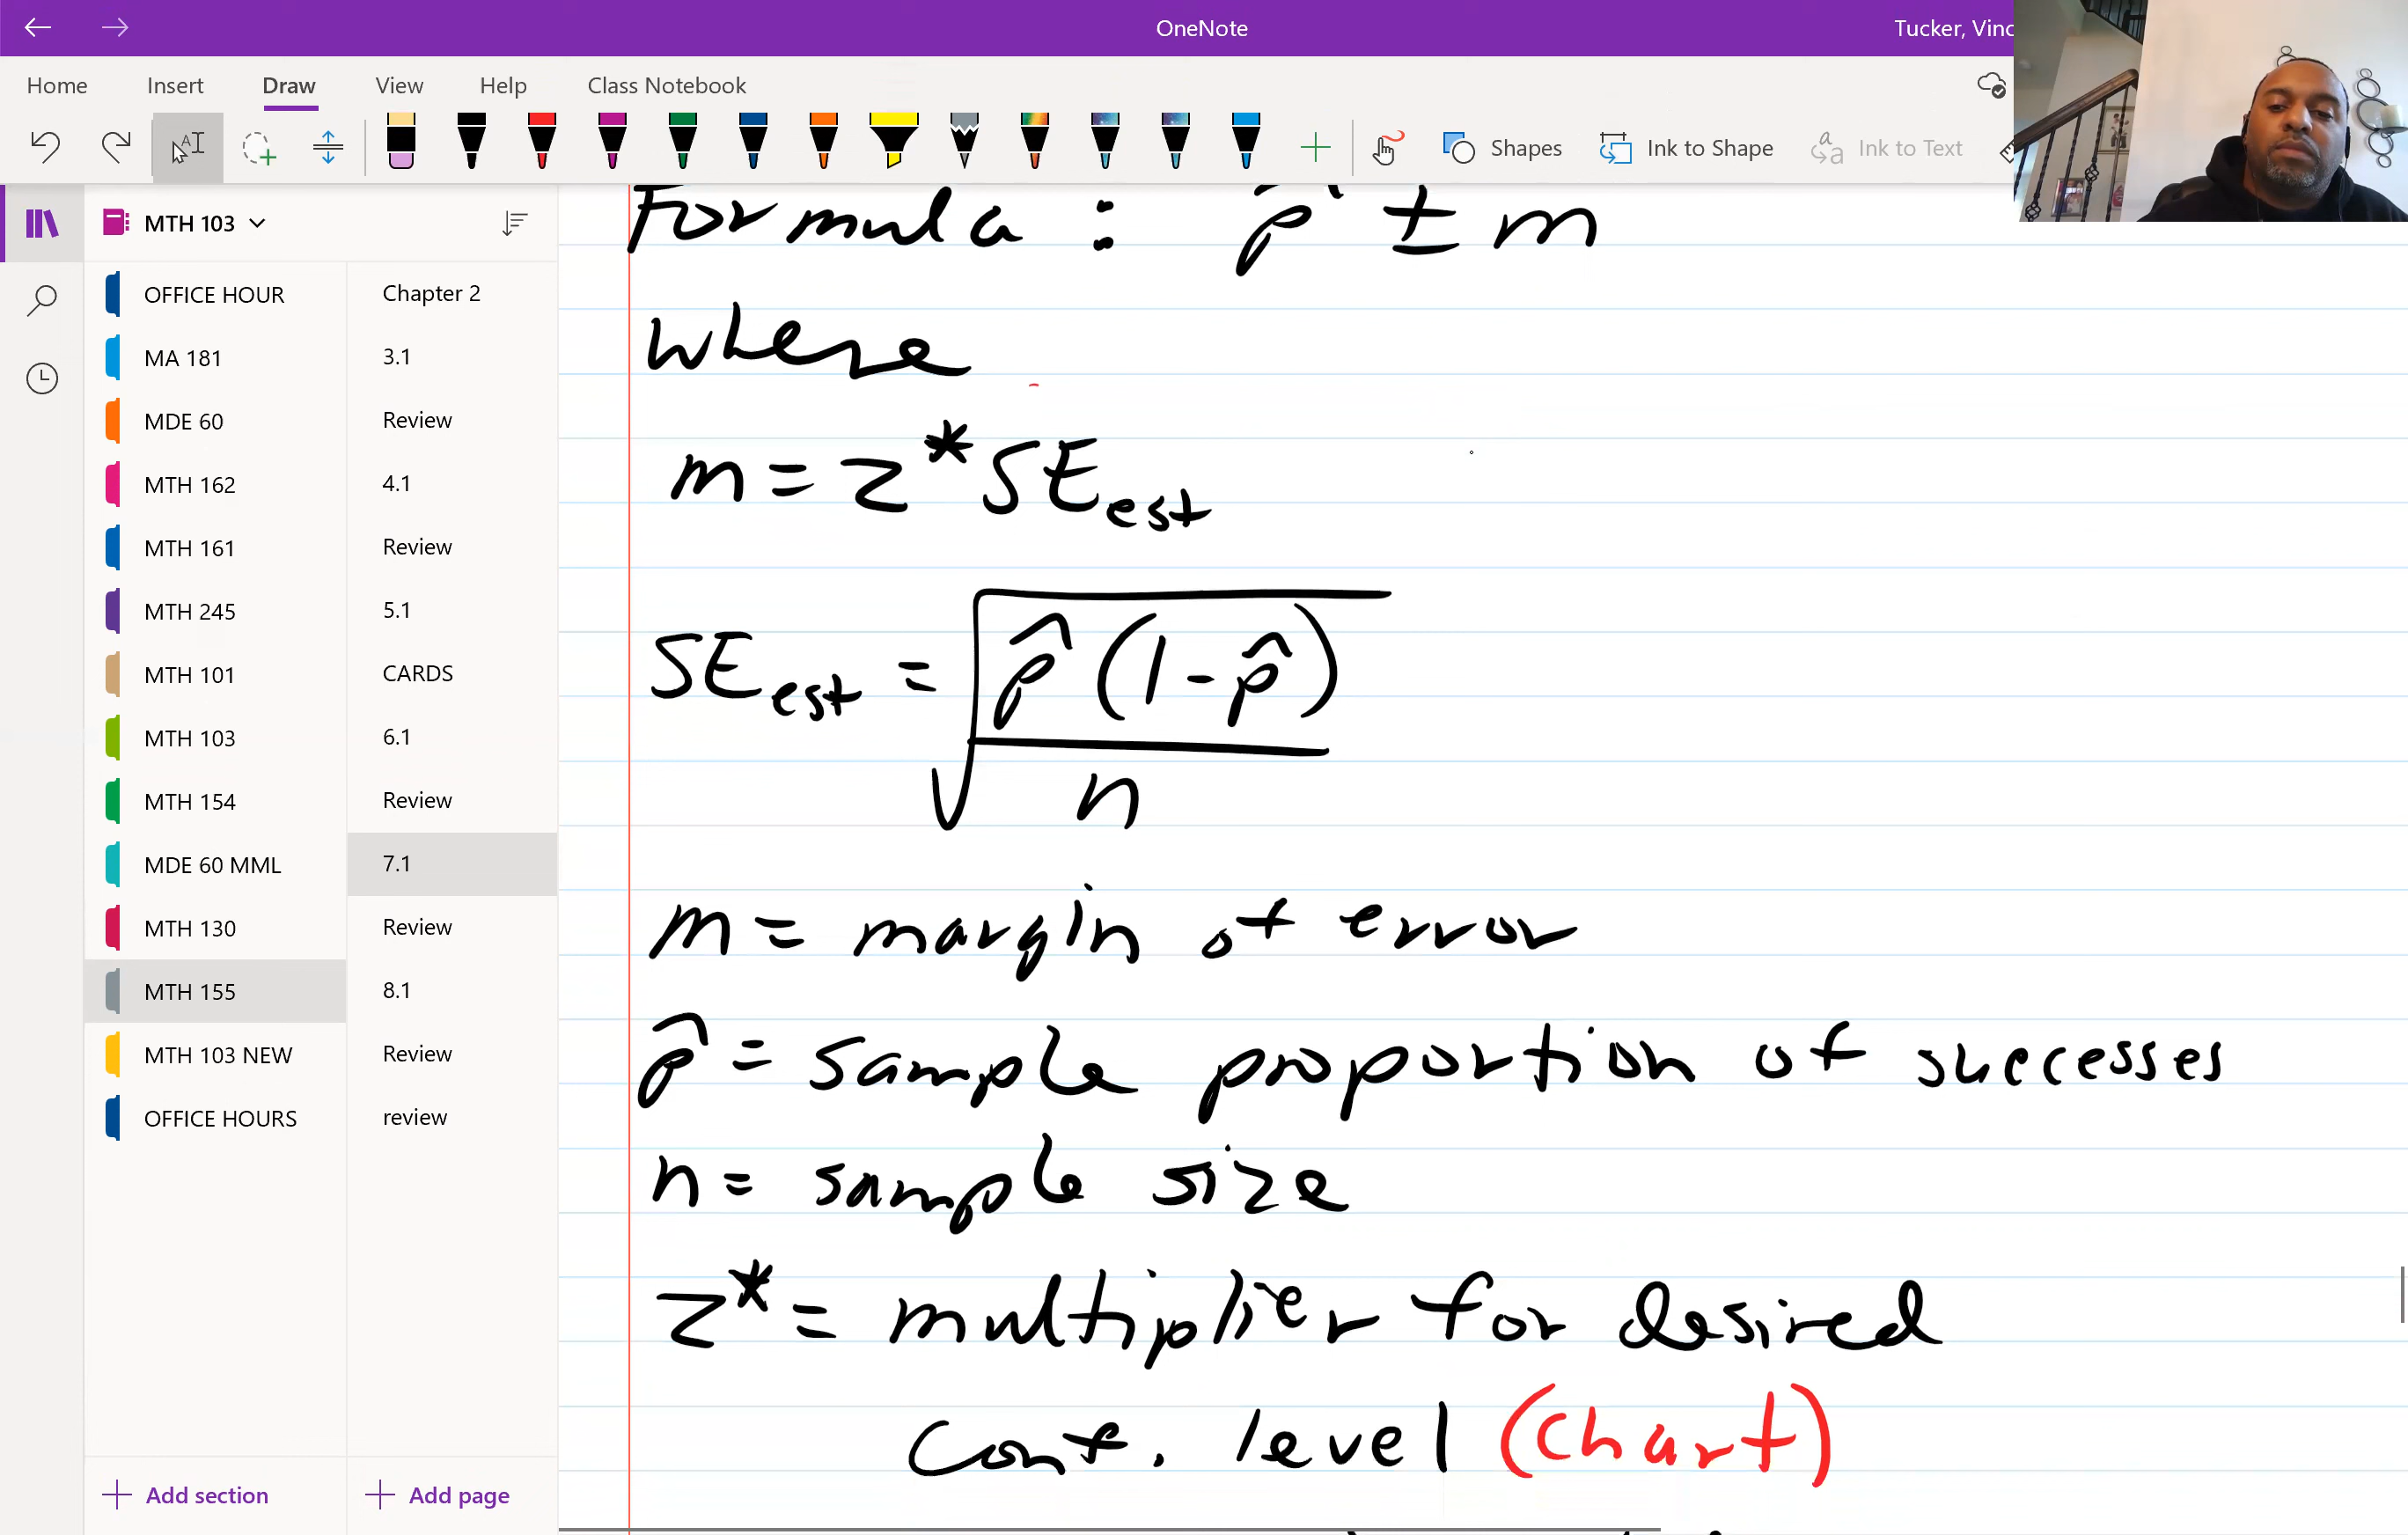 OneNote
Tucker, Vinc
Home Insert Draw View Help Class Notebook
Shapes Ink to Shape Ink to Text
MTH 103
OFFICE HOUR
MA 181
MDE 60
MTH 162
MTH 161
MTH 245
MTH 101
MTH 103
MTH 154
MDE 60 MML
MTH 130
MTH 155
MTH 103 NEW
OFFICE HOURS
Add section
Chapter 2
3.1
Review
4.1
Review
5.1
CARDS
6.1
Review
7.1
Review
8.1
Review
review
Add page
Formula : p̂ ± m
where
m = z* SE_est
SE_est = √(p̂(1-p̂)/n)
m = margin of error
p̂ = sample proportion of successes
n = sample size
z* = multiplier for desired
conf. level (chart)